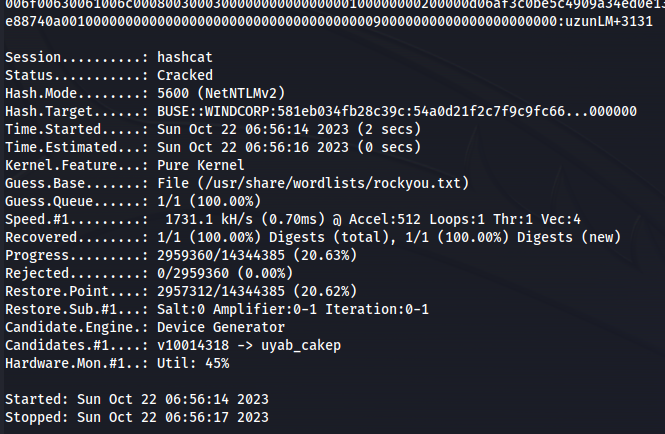 e88740a0010000000000000000000000000000000000009000000000000000000000:uzunLM+3131
Session..........: hashcat
Status...........: Cracked
Hash.Mode........: 5600 (NetNTLMv2)
Hash.Target......: BUSE::WINDCORP:581eb034fb28c39c:54a0d21f2c7f9c9fc66...000000
Time.Started.....: Sun Oct 22 06:56:14 2023 (2 secs)
Time.Estimated...: Sun Oct 22 06:56:16 2023 (0 secs)
Kernel.Feature...: Pure Kernel
Guess.Base.......: File (/usr/share/wordlists/rockyou.txt)
Guess.Queue......: 1/1 (100.00%)
Speed.#1.........:  1731.1 kH/s (0.70ms) @ Accel:512 Loops:1 Thr:1 Vec:4
Recovered........: 1/1 (100.00%) Digests (total), 1/1 (100.00%) Digests (new)
Progress.........: 2959360/14344385 (20.63%)
Rejected.........: 0/2959360 (0.00%)
Restore.Point....: 2957312/14344385 (20.62%)
Restore.Sub.#1...: Salt:0 Amplifier:0-1 Iteration:0-1
Candidate.Engine.: Device Generator
Candidates.#1....: v10014318 -> uyab_cakep
Hardware.Mon.#1..: Util: 45%
Started: Sun Oct 22 06:56:14 2023
Stopped: Sun Oct 22 06:56:17 2023